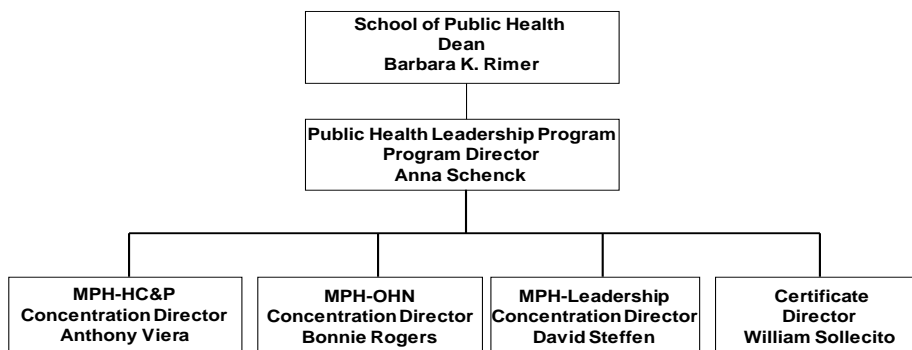 School of Public Health
Dean
Barbara K. Rimer
Public Health Leadership Program
Program Director
Anna Schenck
MPH-HC&P
Concentration Director
Anthony Viera
MPH-OHN
Concentration Director
Bonnie Rogers
MPH-Leadership
Concentration Director
David Steffen
Certificate
Director
William Sollecito